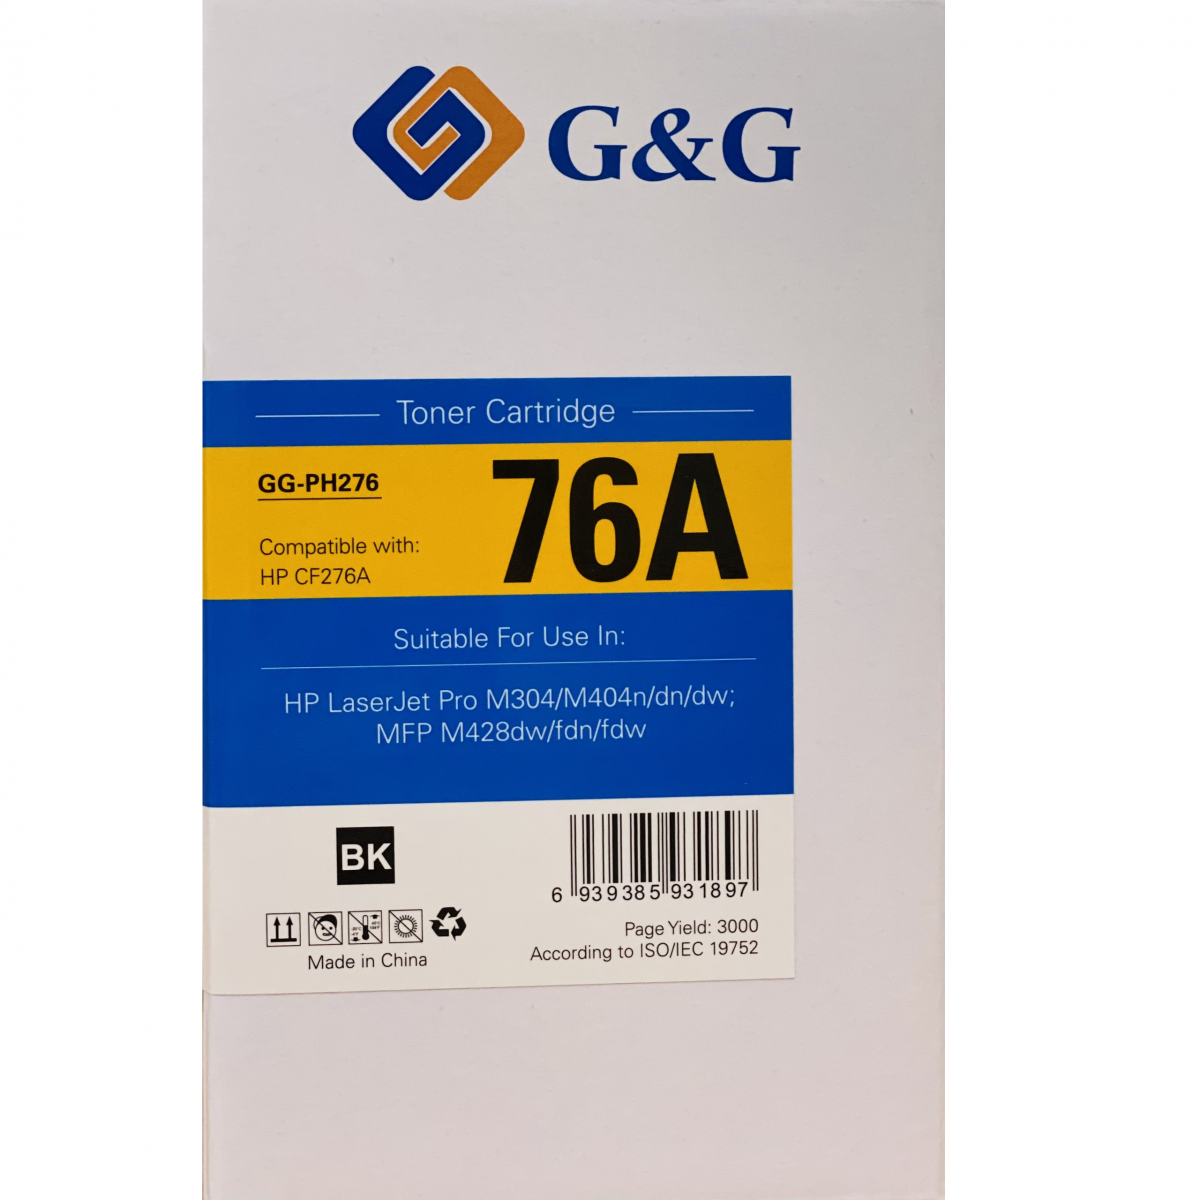 G&G
Toner Cartridge
GG-PH276
76A
Compatible with:
HP CF276A
Suitable For Use In:
HP LaserJet Pro M304/M404n/dn/dw;
MFP M428dw/fdn/fdw
BK
6 939385 931897
Page Yield: 3000
According to ISO/IEC 19752
Made in China